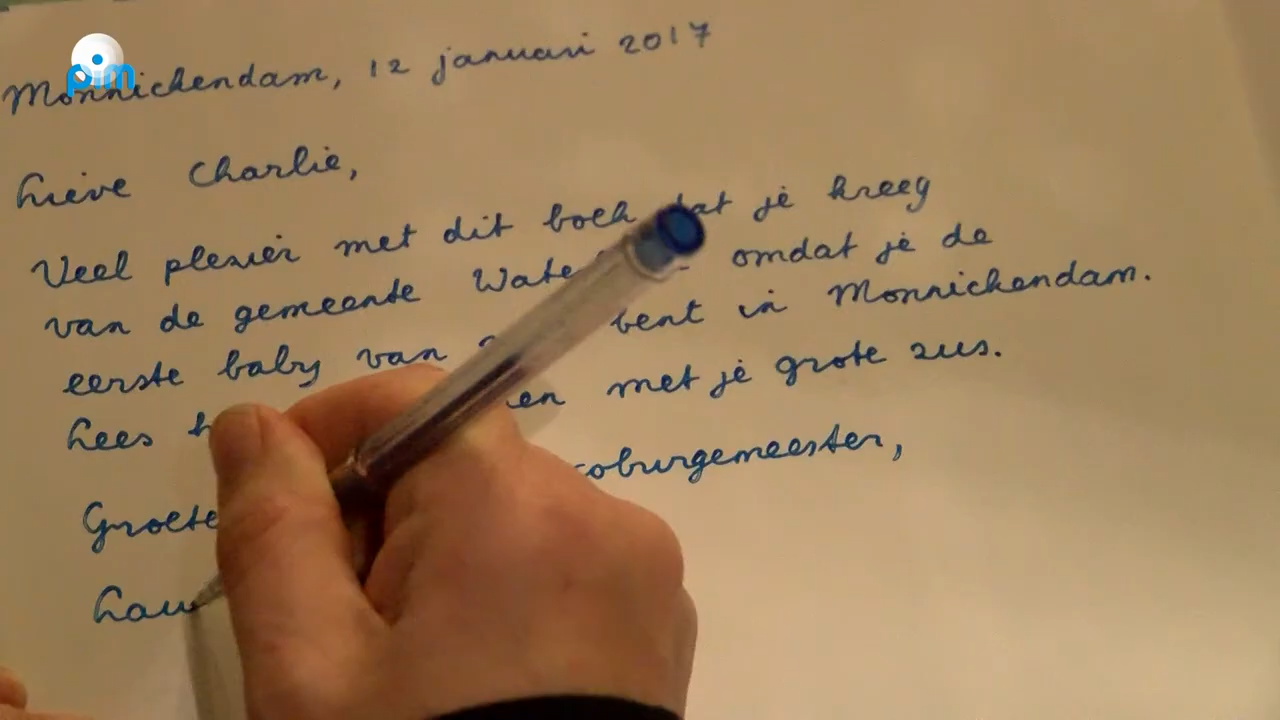 pim
Monnickendam, 12 januari 2017
Lieve Charlie,
Veel plezier met dit boek dat je kreeg
van de gemeente omdat je de
eerste baby van bent in Monnickendam.
Lees met je grote zus.
Groete